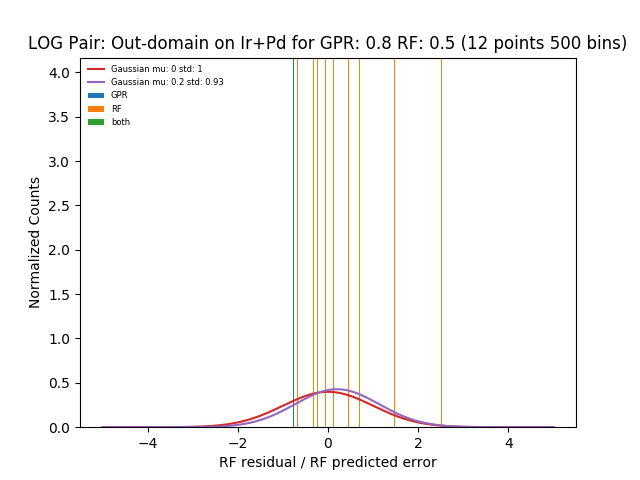 LOG Pair: Out-domain on Ir+Pd for GPR: 0.8 RF: 0.5 (12 points 500 bins)
Gaussian mu: 0 std: 1
Gaussian mu: 0.2 std: 0.93
GPR
RF
both
Normalized Counts
4.0
3.5
3.0
2.5
2.0
1.5
1.0
0.5
0.0
−4
−2
0
2
4
RF residual / RF predicted error